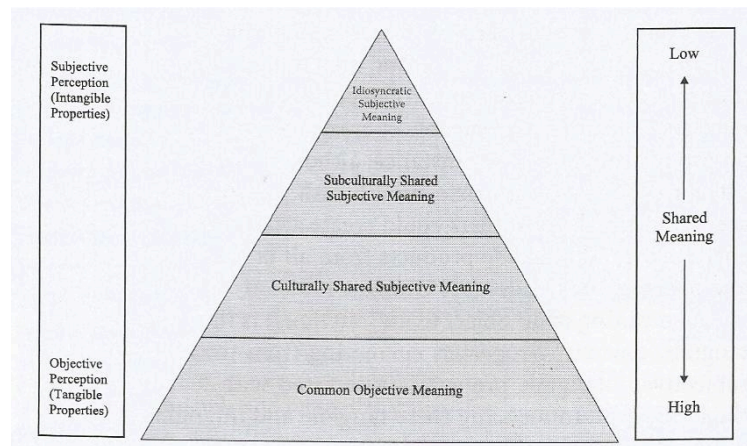 Subjective
Perception
(Intangible
Properties)
Objective
Perception
(Tangible
Properties)
Idiosyncratic
Subjective
Meaning
Subculturally Shared
Subjective Meaning
Culturally Shared Subjective Meaning
Common Objective Meaning
Low
Shared
Meaning
High